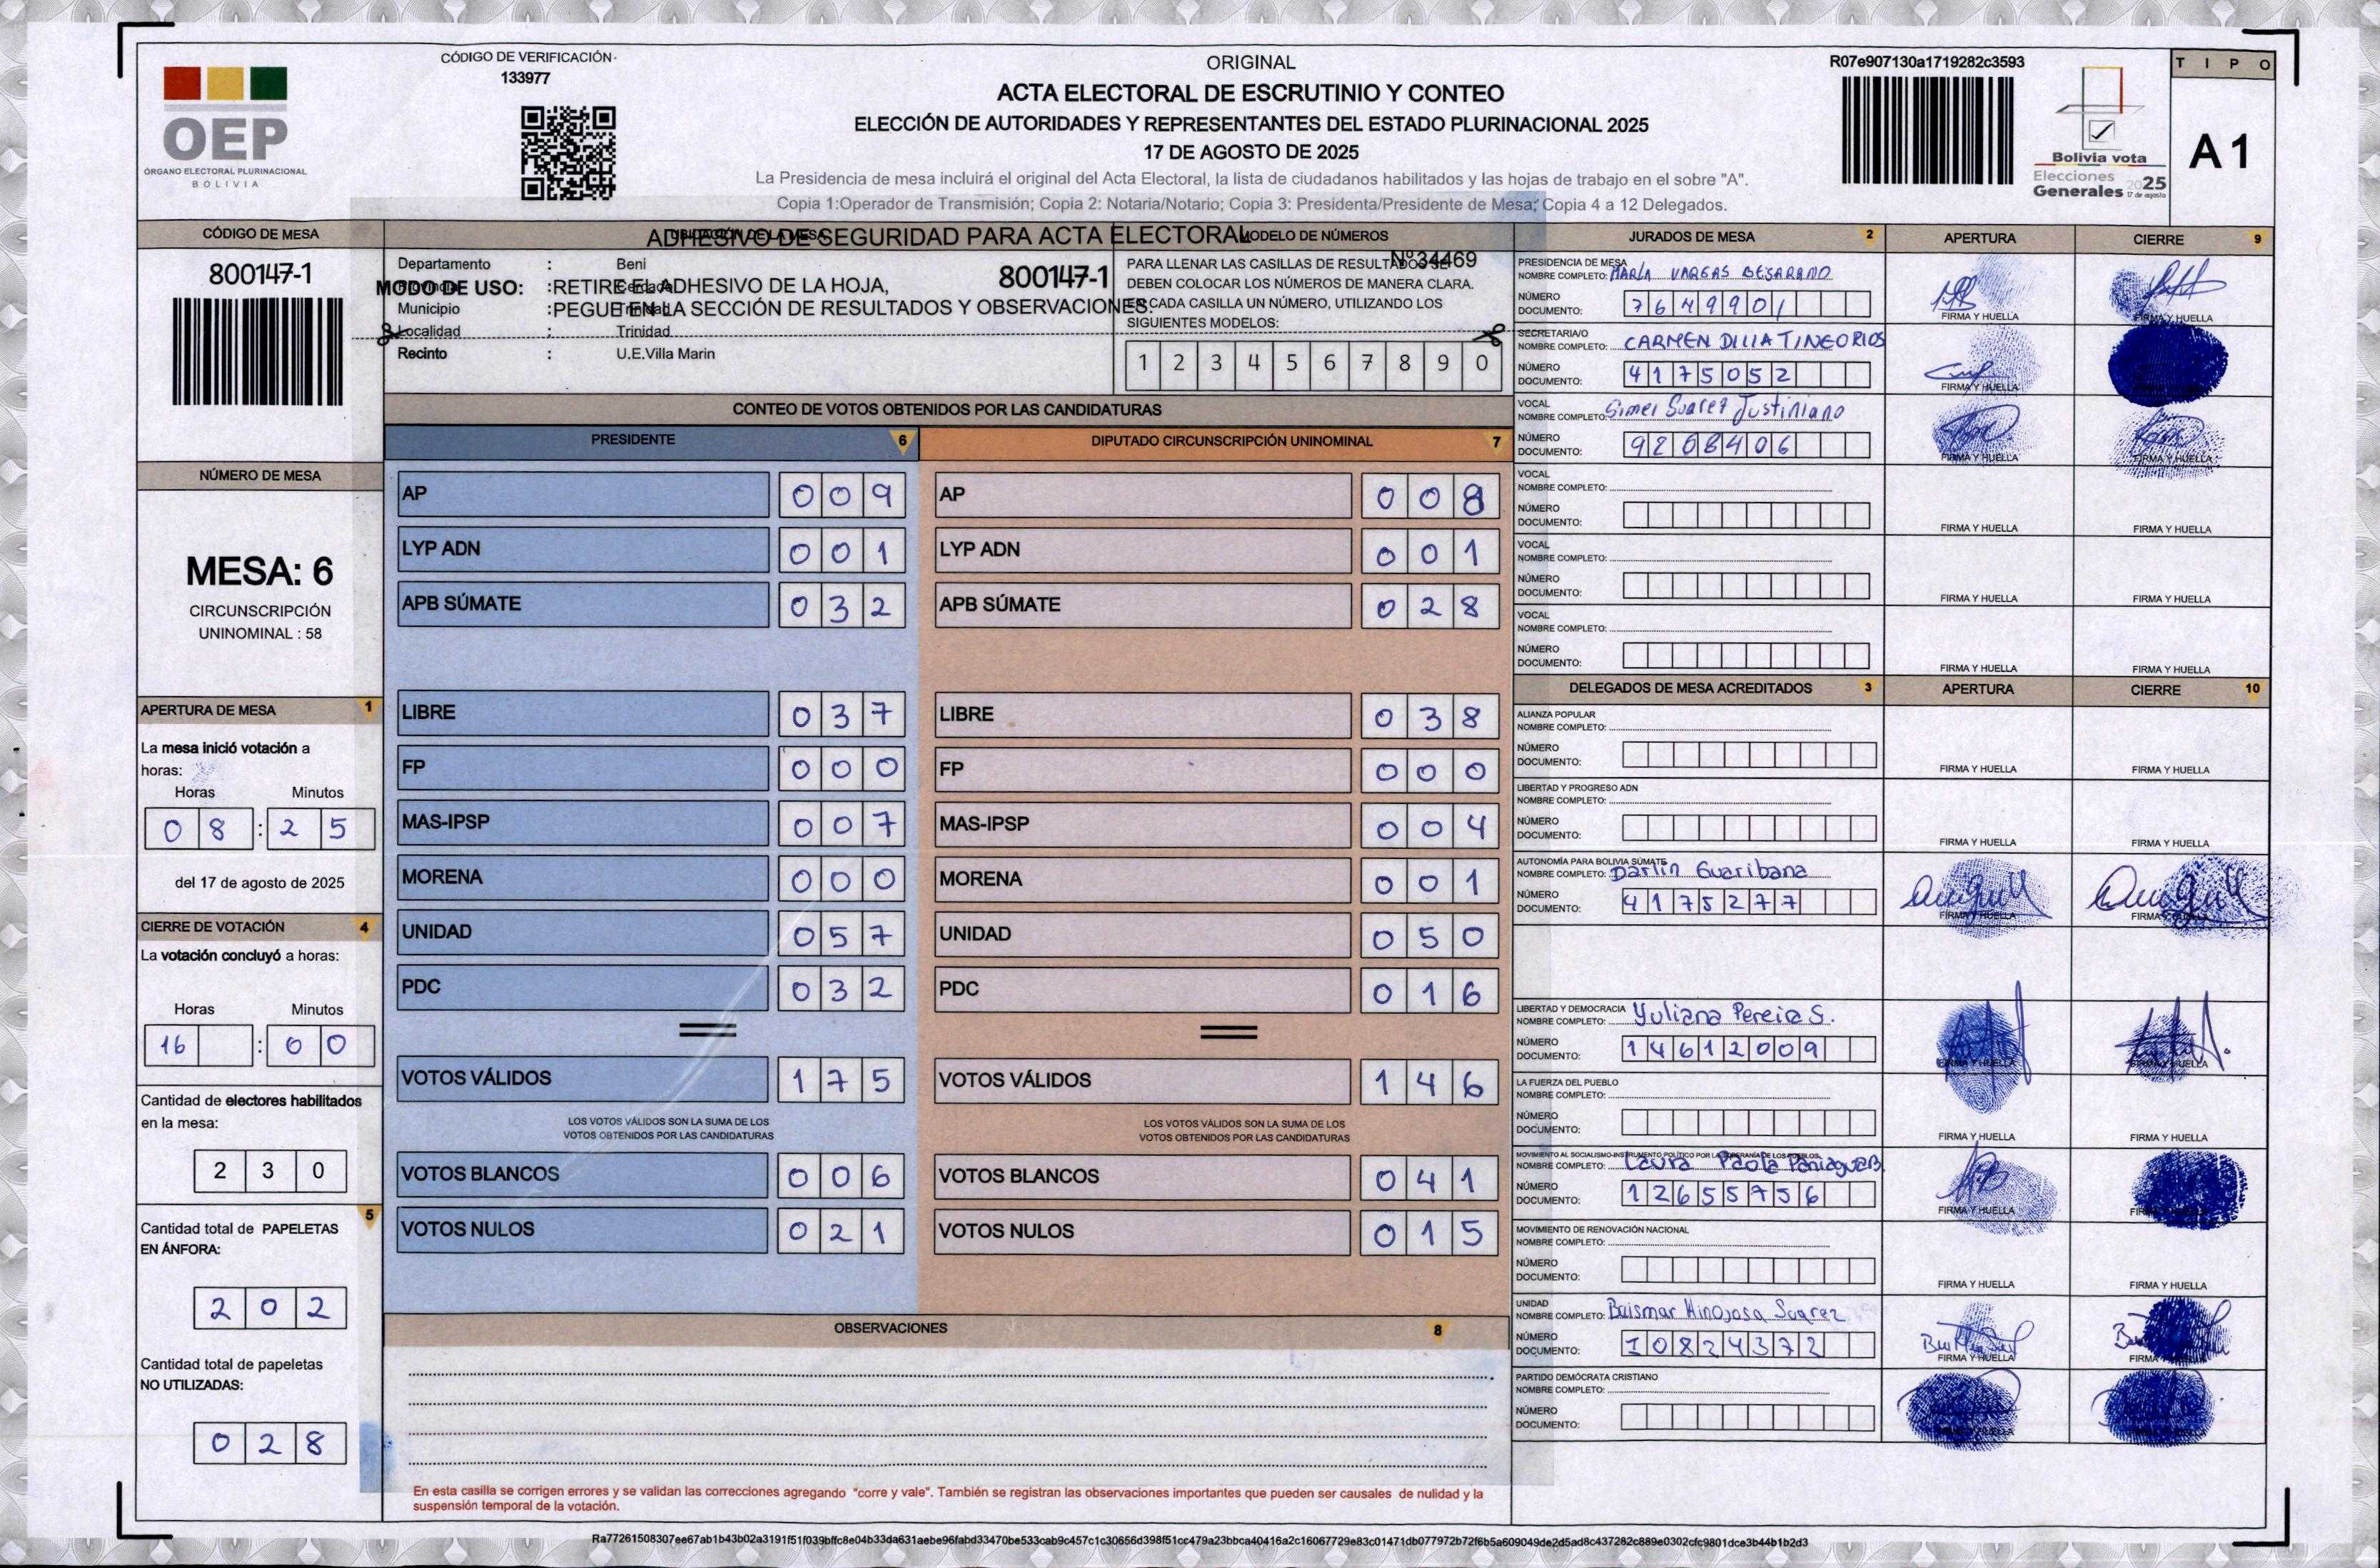 CÓDIGO DE VERIFICACIÓN
133977
ORIGINAL
ACTA ELECTORAL DE ESCRUTINIO Y CONTEO
ELECCIÓN DE AUTORIDADES Y REPRESENTANTES DEL ESTADO PLURINACIONAL 2025
17 DE AGOSTO DE 2025
La Presidencia de mesa incluirá el original del Acta Electoral, la lista de ciudadanos habilitados y las hojas de trabajo en el sobre "A".
Copia 1:Operador de Transmisión; Copia 2: Notaria/Notario; Copia 3: Presidenta/Presidente de Mesa; Copia 4 a 12 Delegados.
OEP
ÓRGANO ELECTORAL PLURINACIONAL
BOLIVIA
R07e907130a1719282c3593
Bolivia vota
Elecciones
Generales 2025
17 de agosto
TIPO
A 1
CÓDIGO DE MESA
800147-1
NÚMERO DE MESA
MESA: 6
CIRCUNSCRIPCIÓN
UNINOMINAL : 58
APERTURA DE MESA 1
La mesa inició votación a
horas:
Horas Minutos
08 : 25
del 17 de agosto de 2025
CIERRE DE VOTACIÓN 4
La votación concluyó a horas:
Horas Minutos
16 : 00
Cantidad de electores habilitados
en la mesa:
230
5
Cantidad total de PAPELETAS
EN ÁNFORA:
202
Cantidad total de papeletas
NO UTILIZADAS:
028
UBICACIÓN DE LA MESA
ADHESIVO DE SEGURIDAD PARA ACTA ELECTORAL
Nº 34469
MODO DE USO: RETIRE EL ADHESIVO DE LA HOJA,
PEGUE EN LA SECCIÓN DE RESULTADOS Y OBSERVACIONES.
Departamento : Beni
Provincia : Cercado
Municipio : Trinidad
Localidad : Trinidad
Recinto : U.E.Villa Marin
800147-1
MODELO DE NÚMEROS
PARA LLENAR LAS CASILLAS DE RESULTADOS SE
DEBEN COLOCAR LOS NÚMEROS DE MANERA CLARA.
EN CADA CASILLA UN NÚMERO, UTILIZANDO LOS
SIGUIENTES MODELOS:
1 2 3 4 5 6 7 8 9 0
CONTEO DE VOTOS OBTENIDOS POR LAS CANDIDATURAS
PRESIDENTE 6
AP 009
LYP ADN 001
APB SÚMATE 032
LIBRE 037
FP 000
MAS-IPSP 007
MORENA 000
UNIDAD 057
PDC 032
VOTOS VÁLIDOS 175
LOS VOTOS VÁLIDOS SON LA SUMA DE LOS
VOTOS OBTENIDOS POR LAS CANDIDATURAS
VOTOS BLANCOS 006
VOTOS NULOS 021
DIPUTADO CIRCUNSCRIPCIÓN UNINOMINAL 7
AP 008
LYP ADN 001
APB SÚMATE 028
LIBRE 038
FP 000
MAS-IPSP 004
MORENA 001
UNIDAD 050
PDC 016
VOTOS VÁLIDOS 146
LOS VOTOS VÁLIDOS SON LA SUMA DE LOS
VOTOS OBTENIDOS POR LAS CANDIDATURAS
VOTOS BLANCOS 041
VOTOS NULOS 015
OBSERVACIONES 8
En esta casilla se corrigen errores y se validan las correcciones agregando "corre y vale". También se registran las observaciones importantes que pueden ser causales de nulidad y la
suspensión temporal de la votación.
JURADOS DE MESA 2 APERTURA CIERRE 9
PRESIDENCIA DE MESA
NOMBRE COMPLETO: MARÍA VARGAS BESARANO
NÚMERO
DOCUMENTO: 7649901
FIRMA Y HUELLA FIRMA Y HUELLA
SECRETARIA/O
NOMBRE COMPLETO: CARMEN DILIA TINEO RIOS
NÚMERO
DOCUMENTO: 4175052
FIRMA Y HUELLA
VOCAL
NOMBRE COMPLETO: Simei Suarez Justiniano
NÚMERO
DOCUMENTO: 9268406
FIRMA Y HUELLA FIRMA Y HUELLA
VOCAL
NOMBRE COMPLETO:
NÚMERO
DOCUMENTO:
FIRMA Y HUELLA FIRMA Y HUELLA
VOCAL
NOMBRE COMPLETO:
NÚMERO
DOCUMENTO:
FIRMA Y HUELLA FIRMA Y HUELLA
VOCAL
NOMBRE COMPLETO:
NÚMERO
DOCUMENTO:
FIRMA Y HUELLA FIRMA Y HUELLA
DELEGADOS DE MESA ACREDITADOS 3 APERTURA CIERRE 10
ALIANZA POPULAR
NOMBRE COMPLETO:
NÚMERO
DOCUMENTO:
FIRMA Y HUELLA FIRMA Y HUELLA
LIBERTAD Y PROGRESO ADN
NOMBRE COMPLETO:
NÚMERO
DOCUMENTO:
FIRMA Y HUELLA FIRMA Y HUELLA
AUTONOMÍA PARA BOLIVIA SÚMATE
NOMBRE COMPLETO: Darlin Guaribana
NÚMERO
DOCUMENTO: 4175277
FIRMA Y HUELLA FIRMA
LIBERTAD Y DEMOCRACIA
NOMBRE COMPLETO: Yuliana Pereira S.
NÚMERO
DOCUMENTO: 14612009
FIRMA Y HUELLA FIRMA Y HUELLA
LA FUERZA DEL PUEBLO
NOMBRE COMPLETO:
NÚMERO
DOCUMENTO:
FIRMA Y HUELLA FIRMA Y HUELLA
MOVIMIENTO AL SOCIALISMO-INSTRUMENTO POLÍTICO POR LA SOBERANÍA DE LOS PUEBLOS
NOMBRE COMPLETO: Laura Paola Paniagua B
NÚMERO
DOCUMENTO: 12655756
FIRMA Y HUELLA FIRMA
MOVIMIENTO DE RENOVACIÓN NACIONAL
NOMBRE COMPLETO:
NÚMERO
DOCUMENTO:
FIRMA Y HUELLA FIRMA Y HUELLA
UNIDAD
NOMBRE COMPLETO: Buismar Hinojosa Suarez
NÚMERO
DOCUMENTO: 10824372
FIRMA Y HUELLA FIRMA
PARTIDO DEMÓCRATA CRISTIANO
NOMBRE COMPLETO:
NÚMERO
DOCUMENTO:
Ra77261508307ee67ab1b43b02a3191f51f039bffc8e04b33da631aebe96fabd33470be533cab9c457c1c30656d398f51cc479a23bbca40416a2c16067729e83c01471db077972b72f6b5a609049de2d5ad8c437282c889e0302cfc9801dce3b44b1b2d3